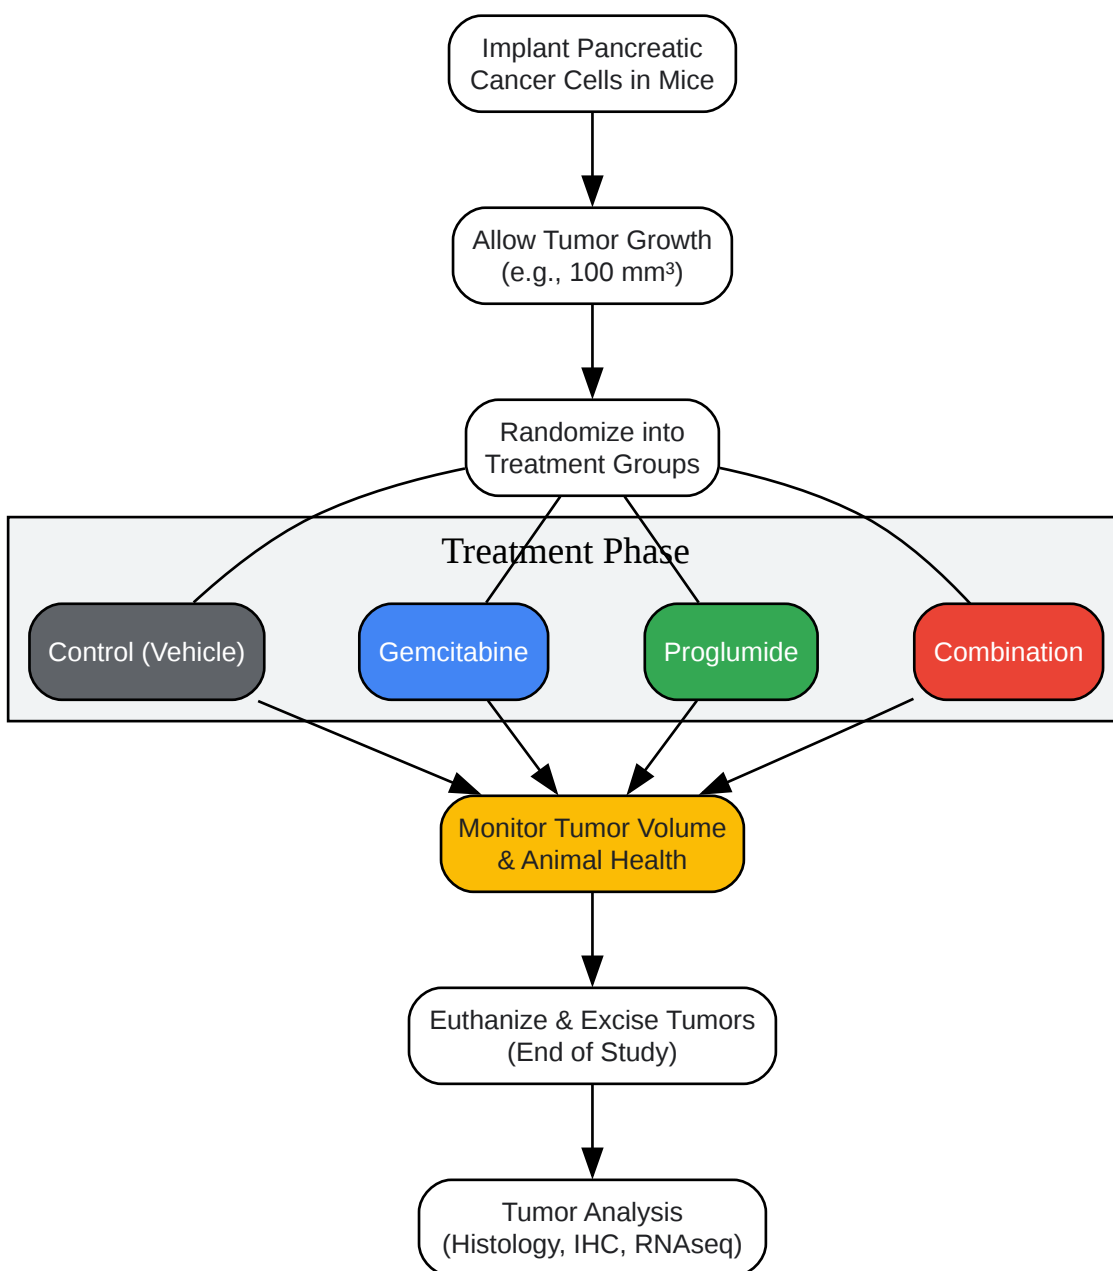 Implant Pancreatic
Cancer Cells in Mice
Allow Tumor Growth
(e.g., 100 mm³)
Randomize into
Treatment Groups
Treatment Phase
Control (Vehicle)
Gemcitabine
Proglumide
Combination
Monitor Tumor Volume
& Animal Health
Euthanize & Excise Tumors
(End of Study)
Tumor Analysis
(Histology, IHC, RNAseq)